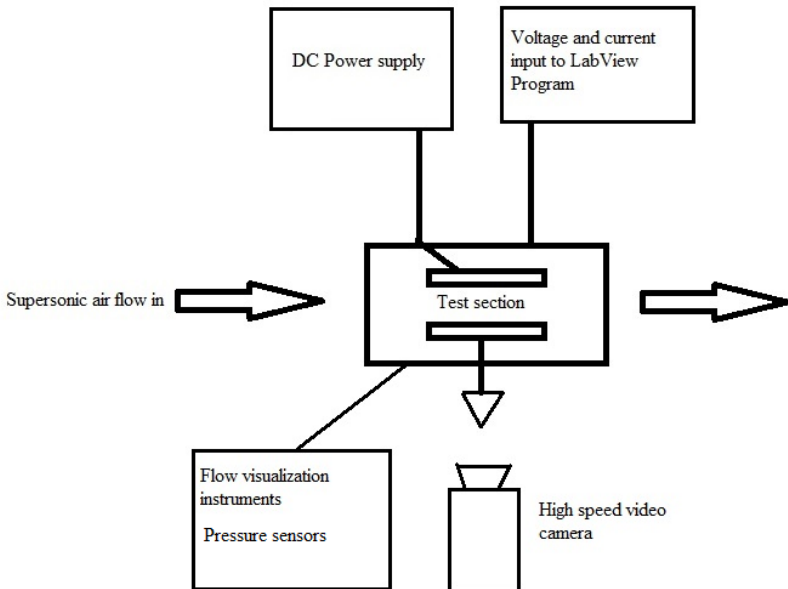 DC Power supply
Voltage and current
input to LabView
Program
Supersonic air flow in
Test section
Flow visualization
instruments
Pressure sensors
High speed video
camera